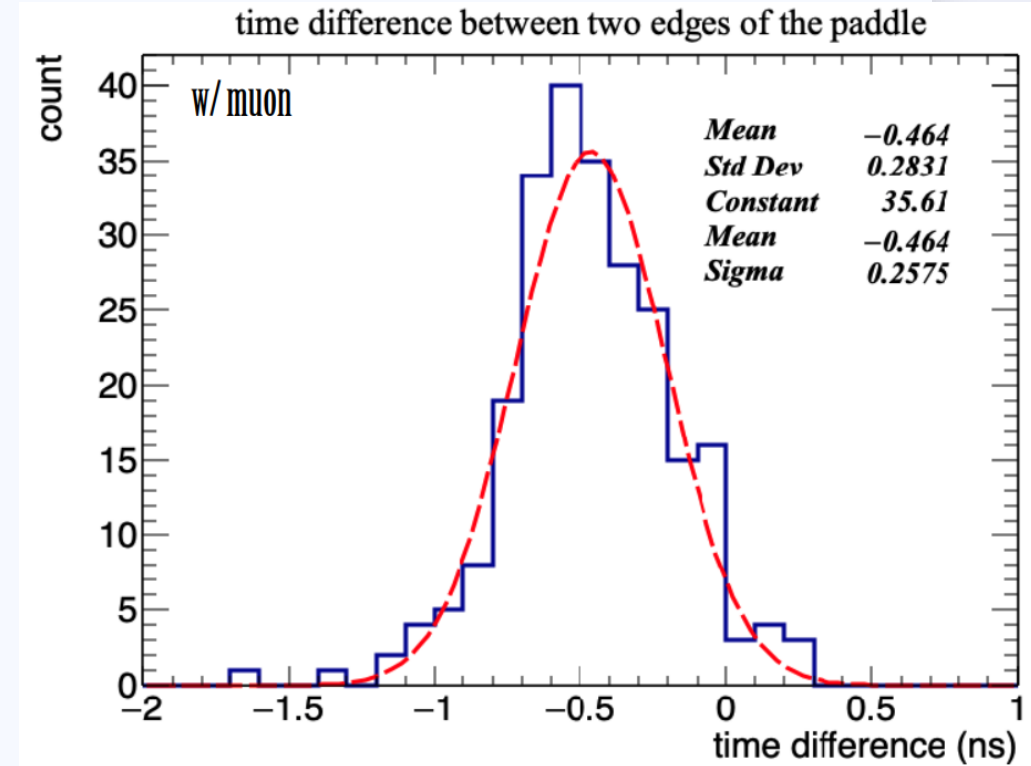 time difference between two edges of the paddle
count
w/ muon
Mean −0.464
Std Dev 0.2831
Constant 35.61
Mean −0.464
Sigma 0.2575
40
35
30
25
20
15
10
5
0
−2 −1.5 −1 −0.5 0 0.5 1
time difference (ns)